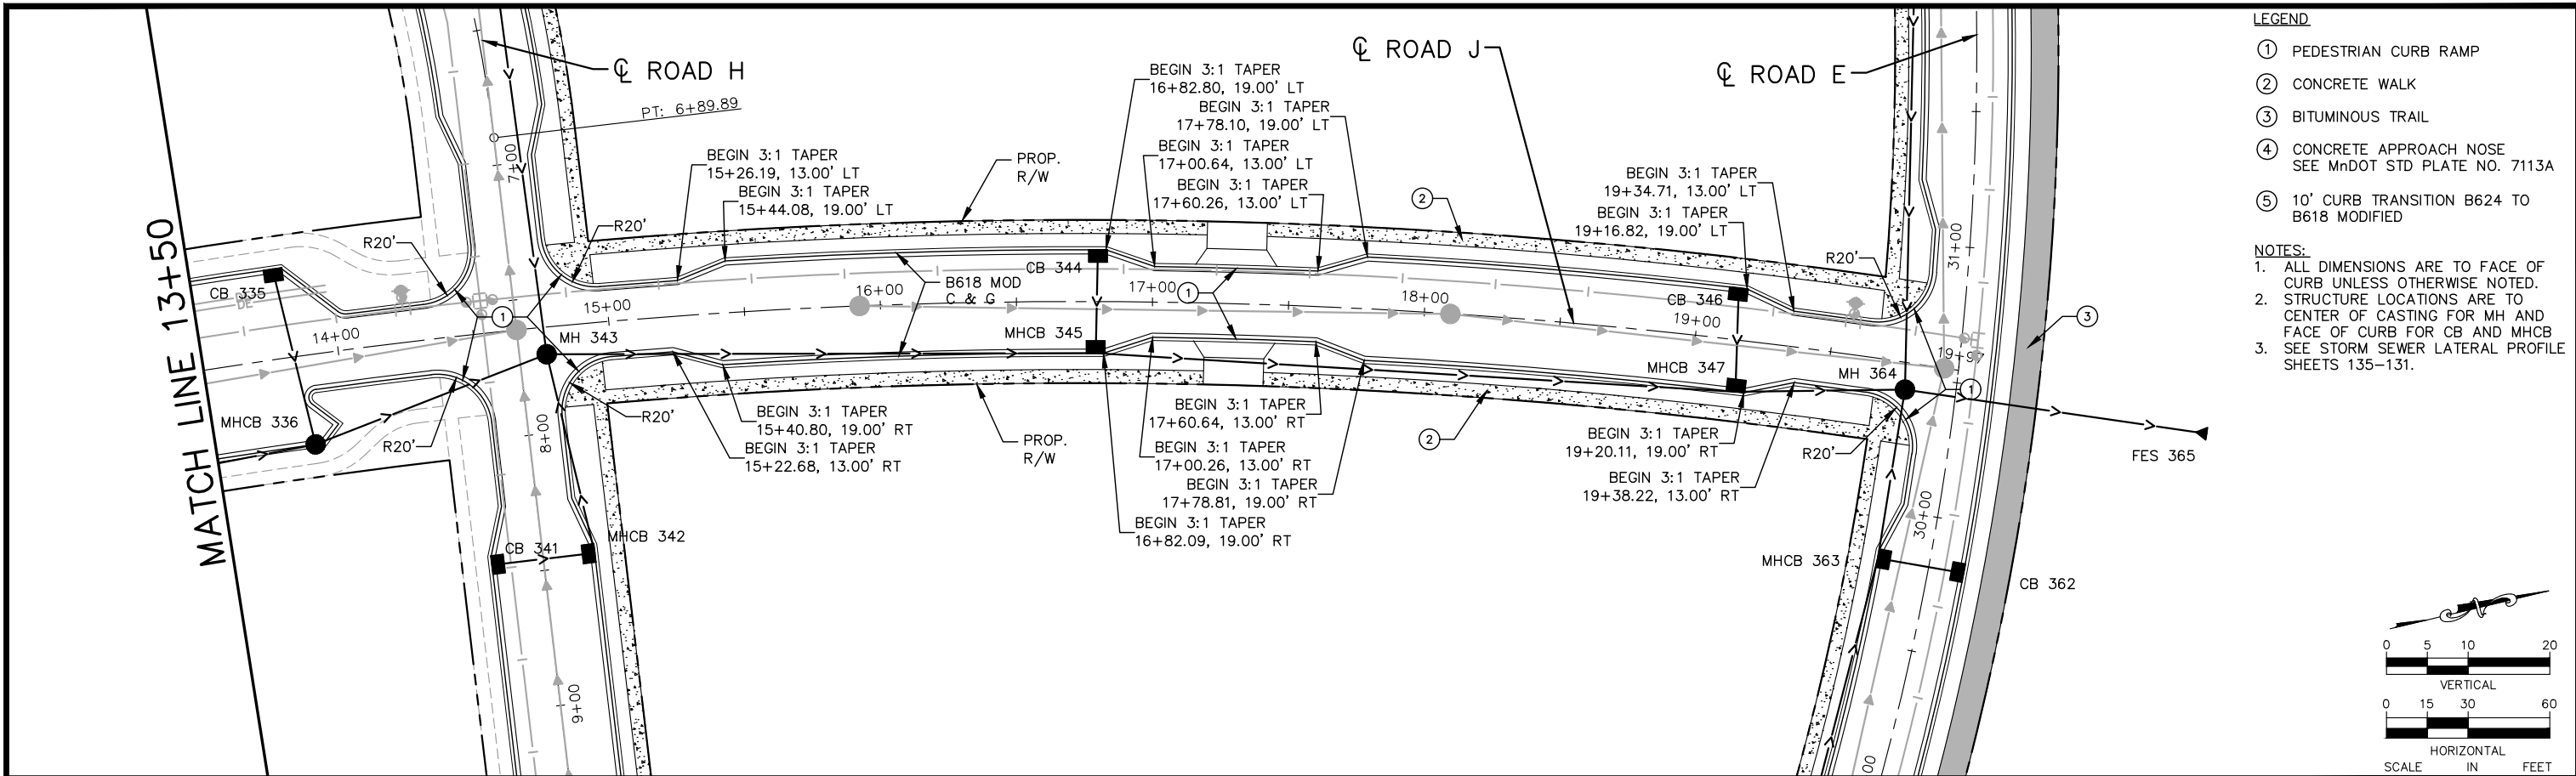 ℄ ROAD H
PT: 6+89.89
7+00
BEGIN 3:1 TAPER
15+26.19, 13.00' LT
BEGIN 3:1 TAPER
15+44.08, 19.00' LT
PROP.
R/W
BEGIN 3:1 TAPER
16+82.80, 19.00' LT
BEGIN 3:1 TAPER
17+78.10, 19.00' LT
BEGIN 3:1 TAPER
17+00.64, 13.00' LT
BEGIN 3:1 TAPER
17+60.26, 13.00' LT
℄ ROAD J
2
BEGIN 3:1 TAPER
19+34.71, 13.00' LT
BEGIN 3:1 TAPER
19+16.82, 19.00' LT
℄ ROAD E
MATCH LINE 13+50
R20'
R20'
R20'
31+00
CB 335
14+00
1
15+00
MH 343
16+00
B618 MOD
C & G
CB 344
17+00
1
MHCB 345
18+00
CB 346
19+00
MHCB 347
MH 364
19+97
1
3
MHCB 336
R20'
R20'
8+00
BEGIN 3:1 TAPER
15+40.80, 19.00' RT
BEGIN 3:1 TAPER
15+22.68, 13.00' RT
PROP.
R/W
BEGIN 3:1 TAPER
17+60.64, 13.00' RT
BEGIN 3:1 TAPER
17+00.26, 13.00' RT
BEGIN 3:1 TAPER
17+78.81, 19.00' RT
BEGIN 3:1 TAPER
16+82.09, 19.00' RT
2
BEGIN 3:1 TAPER
19+20.11, 19.00' RT
BEGIN 3:1 TAPER
19+38.22, 13.00' RT
R20'
FES 365
30+00
CB 341
MHCB 342
MHCB 363
CB 362
9+00
00
LEGEND
1 PEDESTRIAN CURB RAMP
2 CONCRETE WALK
3 BITUMINOUS TRAIL
4 CONCRETE APPROACH NOSE
SEE MnDOT STD PLATE NO. 7113A
5 10' CURB TRANSITION B624 TO
B618 MODIFIED
NOTES:
1. ALL DIMENSIONS ARE TO FACE OF
CURB UNLESS OTHERWISE NOTED.
2. STRUCTURE LOCATIONS ARE TO
CENTER OF CASTING FOR MH AND
FACE OF CURB FOR CB AND MHCB
3. SEE STORM SEWER LATERAL PROFILE
SHEETS 135-131.
0 5 10 20
VERTICAL
0 15 30 60
HORIZONTAL
SCALE IN FEET